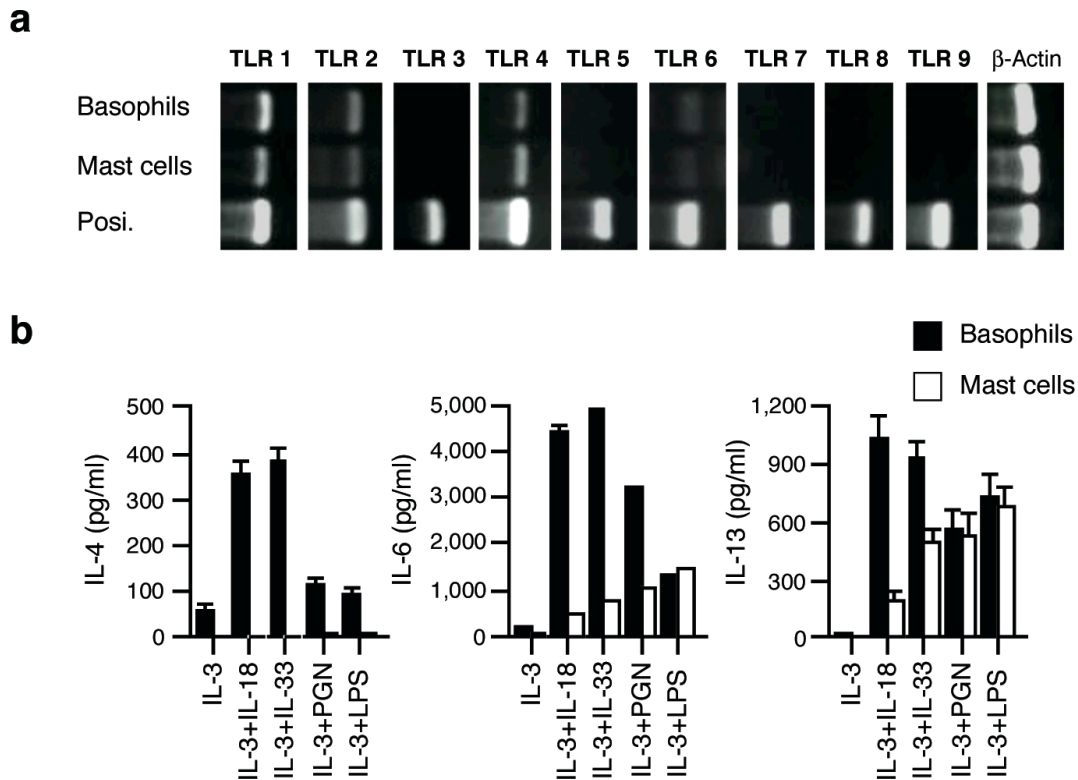 a
TLR 1 TLR 2 TLR 3 TLR 4 TLR 5 TLR 6 TLR 7 TLR 8 TLR 9 β-Actin
Basophils
Mast cells
Posi.
b
Basophils
Mast cells
IL-4 (pg/ml)
500
400
300
200
100
0
IL-3
IL-3+IL-18
IL-3+IL-33
IL-3+PGN
IL-3+LPS
IL-6 (pg/ml)
5,000
4,000
3,000
2,000
1,000
0
IL-3
IL-3+IL-18
IL-3+IL-33
IL-3+PGN
IL-3+LPS
IL-13 (pg/ml)
1,200
900
600
300
0
IL-3
IL-3+IL-18
IL-3+IL-33
IL-3+PGN
IL-3+LPS